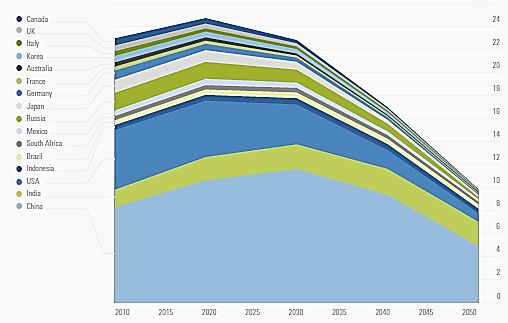 Canada
UK
Italy
Korea
Australia
France
Germany
Japan
Russia
Mexico
South Africa
Brazil
Indonesia
USA
India
China
24
22
20
18
16
14
12
10
8
6
4
2
0
2010 2015 2020 2025 2030 2035 2040 2045 2050